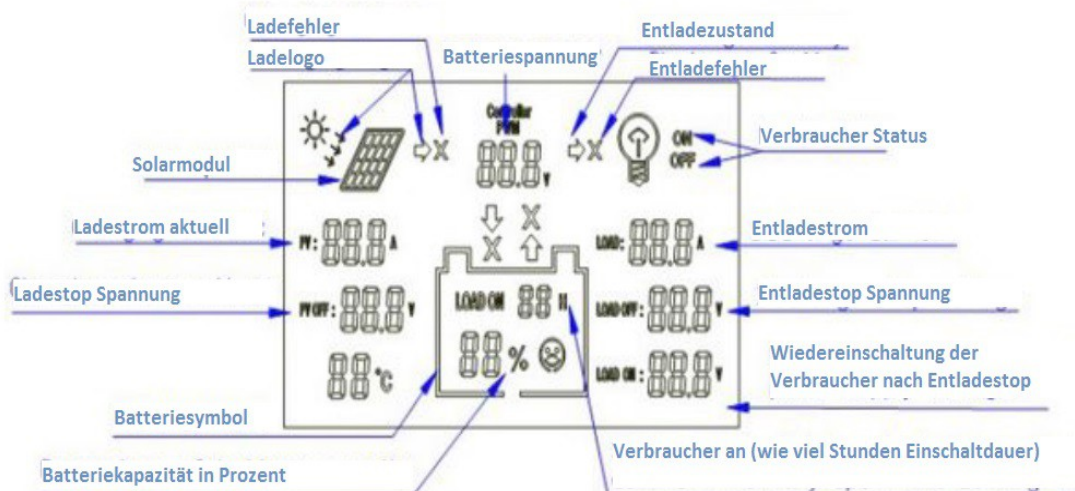 Ladefehler
Entladezustand
Ladelogo
Batteriespannung
Entladefehler
Controller
PWM
ON
OFF
Verbraucher Status
88.8 V
Solarmodul
Ladestrom aktuell
PV: 88.8 A
LOAD: 88.8 A
Entladestrom
Ladestop Spannung
PV OFF: 88.8 V
LOAD ON 88 H
LOAD OFF: 88.8 V
Entladestop Spannung
88 %
88 °C
LOAD ON: 88.8 V
Wiedereinschaltung der
Verbraucher nach Entladestop
Batteriesymbol
Verbraucher an (wie viel Stunden Einschaltdauer)
Batteriekapazität in Prozent